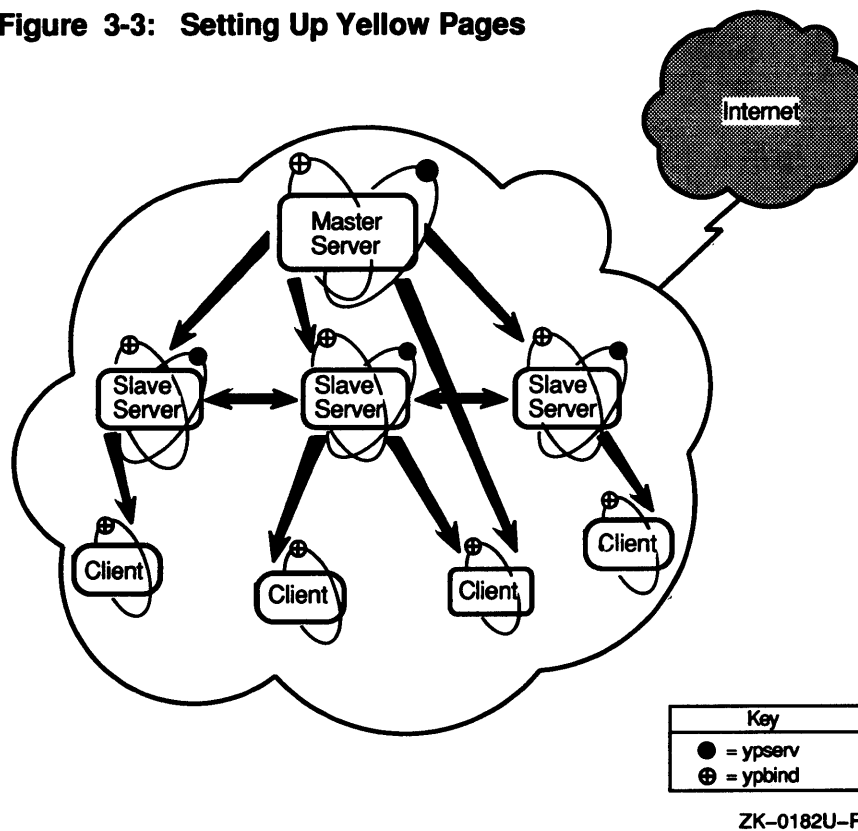 Figure 3-3: Setting Up Yellow Pages
Internet
Master
Server
Slave
Server
Slave
Server
Slave
Server
Client
Client
Client
Client
Key
● = ypserv
⊕ = ypbind
ZK–0182U–R